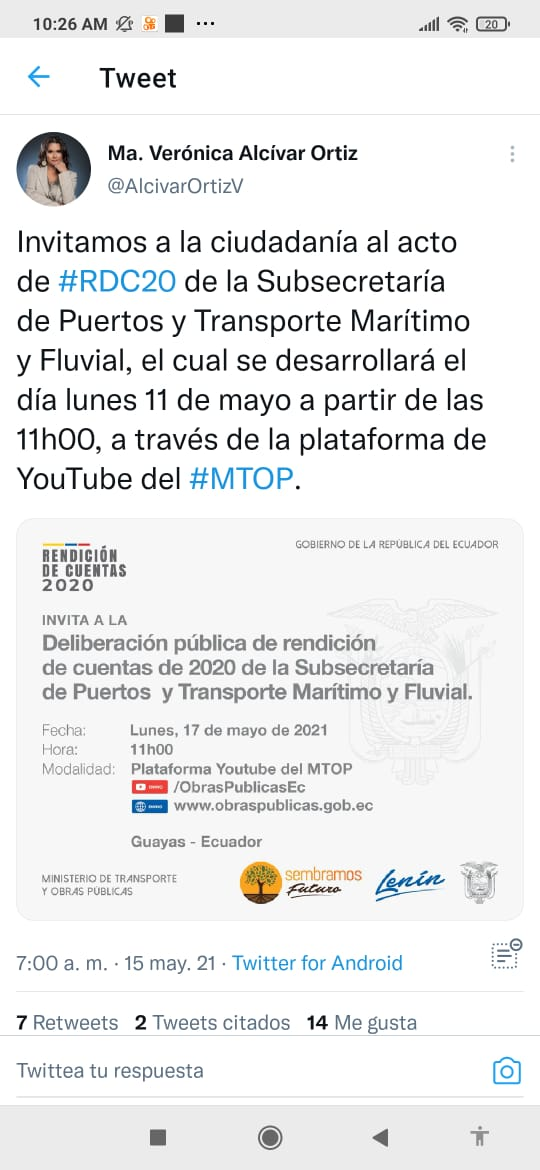 10:26 AM
20
Tweet
Ma. Verónica Alcívar Ortiz
@AlcivarOrtizV
Invitamos a la ciudadanía al acto
de #RDC20 de la Subsecretaría
de Puertos y Transporte Marítimo
y Fluvial, el cual se desarrollará el
día lunes 11 de mayo a partir de las
11h00, a través de la plataforma de
YouTube del #MTOP.
RENDICIÓN
DE CUENTAS
2020
GOBIERNO DE LA REPÚBLICA DEL ECUADOR
INVITA A LA
Deliberación pública de rendición
de cuentas de 2020 de la Subsecretaría
de Puertos y Transporte Marítimo y Fluvial.
Fecha: Lunes, 17 de mayo de 2021
Hora: 11h00
Modalidad: Plataforma Youtube del MTOP
/ObrasPublicasEc
www.obraspublicas.gob.ec
Guayas - Ecuador
MINISTERIO DE TRANSPORTE
Y OBRAS PÚBLICAS
sembramos
Futuro
Lenín
7:00 a. m. · 15 may. 21 · Twitter for Android
7 Retweets 2 Tweets citados 14 Me gusta
Twittea tu respuesta